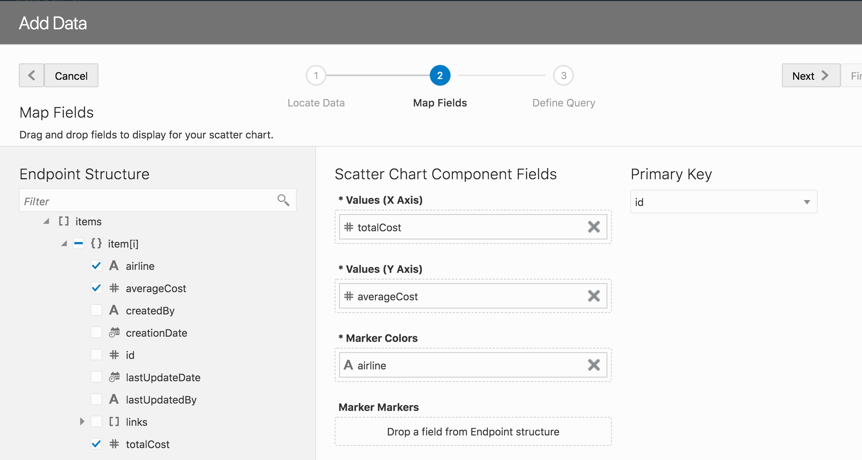 Add Data
Cancel
1
2
3
Next
Locate Data
Map Fields
Define Query
Map Fields
Drag and drop fields to display for your scatter chart.
Endpoint Structure
Filter
[ ] items
{} item[i]
A airline
# averageCost
A createdBy
creationDate
# id
lastUpdateDate
A lastUpdatedBy
[ ] links
# totalCost
Scatter Chart Component Fields
* Values (X Axis)
# totalCost
* Values (Y Axis)
# averageCost
* Marker Colors
A airline
Marker Markers
Drop a field from Endpoint structure
Primary Key
id